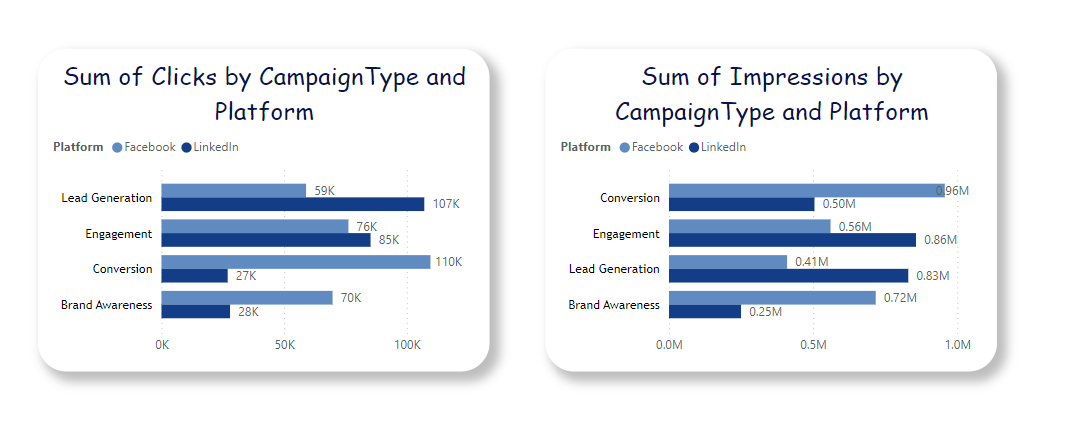 Sum of Clicks by CampaignType and
Platform
Platform Facebook LinkedIn
Lead Generation 59K
107K
Engagement 76K
85K
Conversion 110K
27K
Brand Awareness 70K
28K
0K 50K 100K
Sum of Impressions by
CampaignType and Platform
Platform Facebook LinkedIn
Conversion 0.96M
0.50M
Engagement 0.56M
0.86M
Lead Generation 0.41M
0.83M
Brand Awareness 0.72M
0.25M
0.0M 0.5M 1.0M